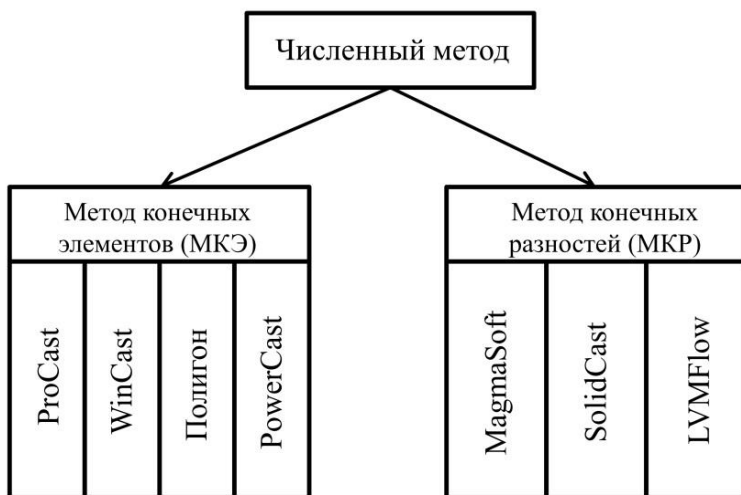 Численный метод
Метод конечных
элементов (МКЭ)
ProCast
WinCast
Полигон
PowerCast
Метод конечных
разностей (МКР)
MagmaSoft
SolidCast
LVMFlow